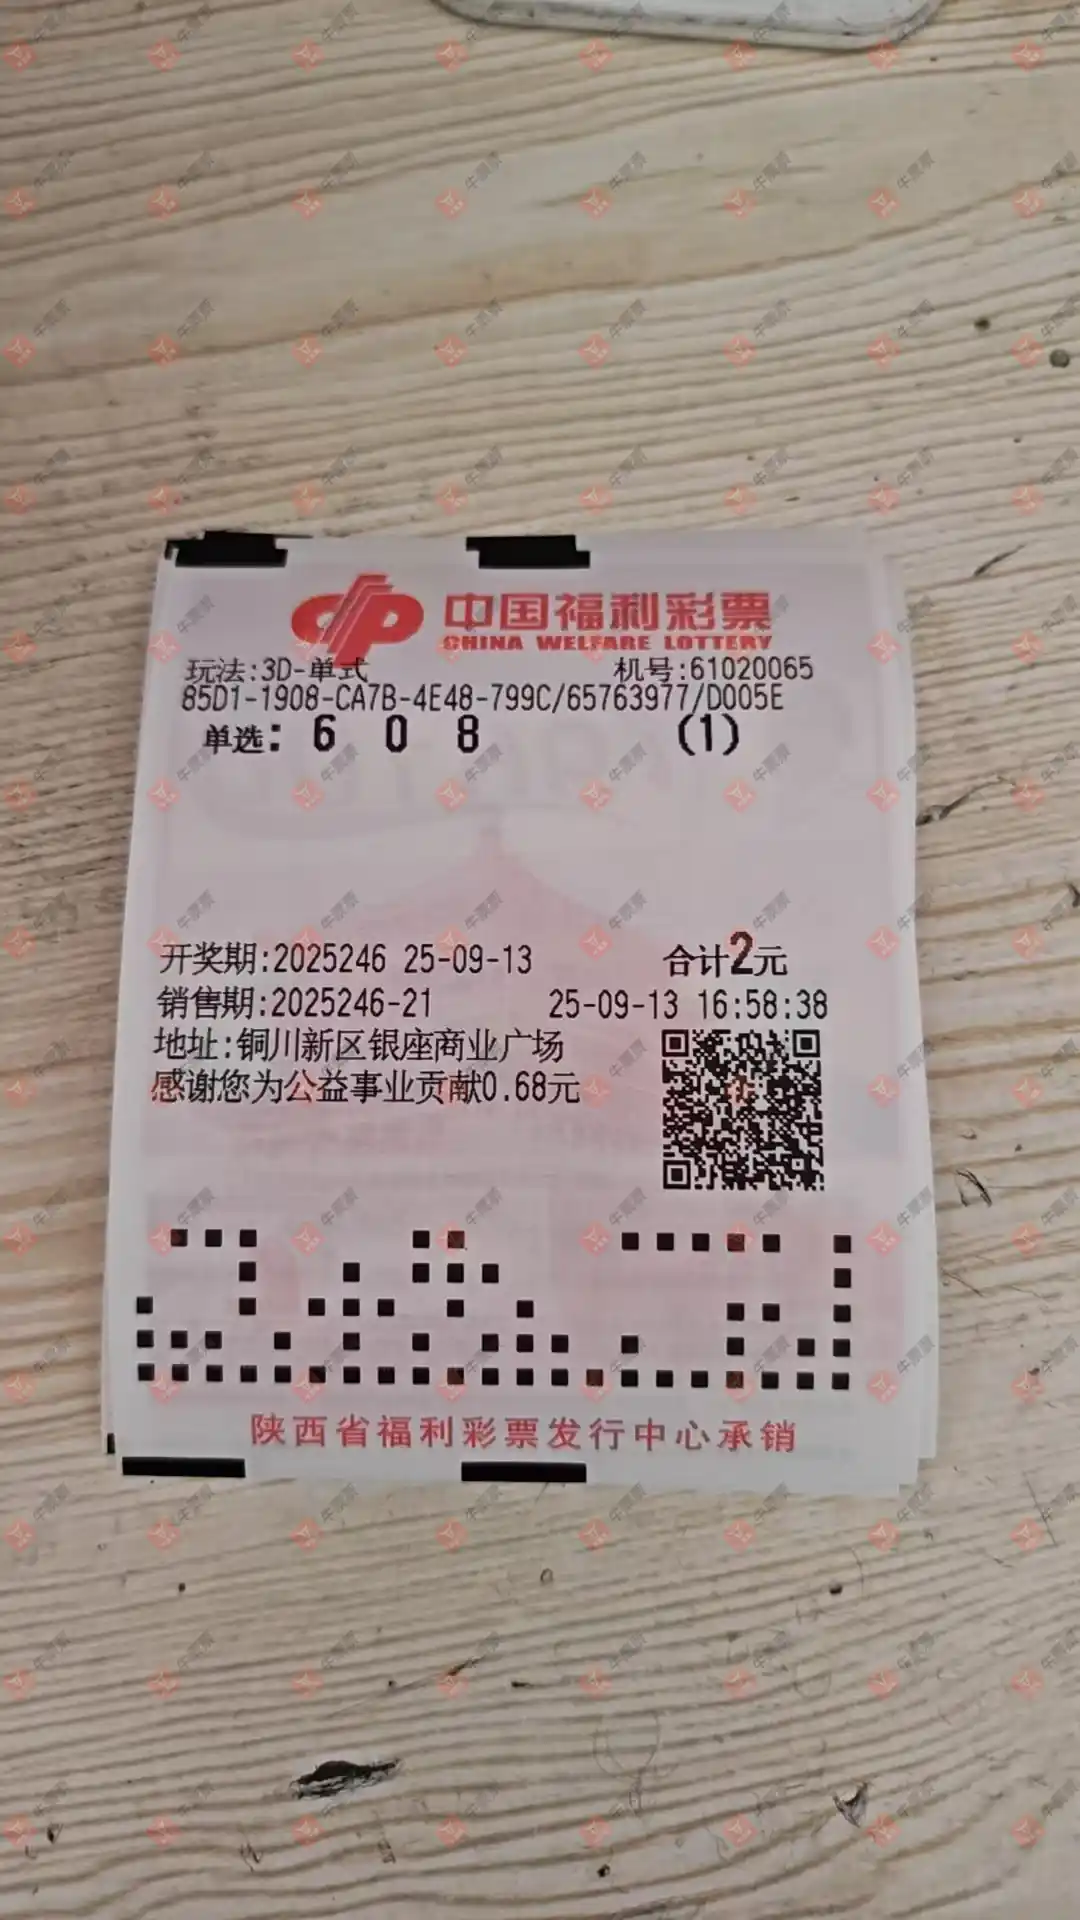 中国福利彩票
CHINA WELFARE LOTTERY
玩法:3D-单式 机号:61020065
85D1-1908-CA7B-4E48-799C/65763977/D005E
单选: 6 0 8 (1)
开奖期:2025246 25-09-13 合计2元
销售期:2025246-21 25-09-13 16:58:38
地址:铜川新区银座商业广场
感谢您为公益事业贡献0.68元
陕西省福利彩票发行中心承销